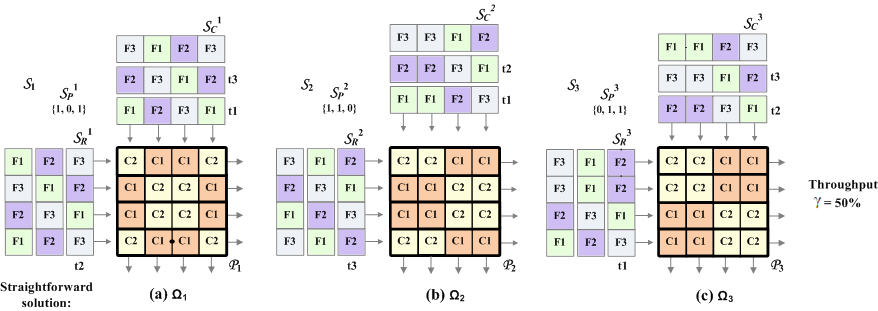 S_C^1
F3 F1 F2 F3
F2 F3 F1 F2 t3
F1 F2 F3 F1 t1
S_1
S_P^1
{1, 0, 1}
S_R^1
F1 F2 F3 C2 C1 C1 C2
F3 F1 F2 C1 C2 C2 C1
F2 F3 F1 C1 C2 C2 C1
F1 F2 F3 C2 C1 C1 C2
t2
P_1
Straightforward
solution:
(a) Ω1
S_C^2
F3 F3 F1 F2
F2 F2 F3 F1 t2
F1 F1 F2 F3 t1
S_2
S_P^2
{1, 1, 0}
S_R^2
F3 F1 F2 C2 C2 C1 C1
F2 F3 F1 C1 C1 C2 C2
F1 F2 F3 C1 C1 C2 C2
F3 F1 F2 C2 C2 C1 C1
t3
P_2
(b) Ω2
S_C^3
F1 F1 F2 F3
F3 F3 F1 F2 t3
F2 F2 F3 F1 t2
S_3
S_P^3
{0, 1, 1}
S_R^3
F3 F1 F2 C2 C2 C1 C1
F3 F1 F2 C2 C2 C1 C1
F2 F3 F1 C1 C1 C2 C2
F1 F2 F3 C1 C1 C2 C2
t1
P_3
(c) Ω3
Throughput
γ = 50%